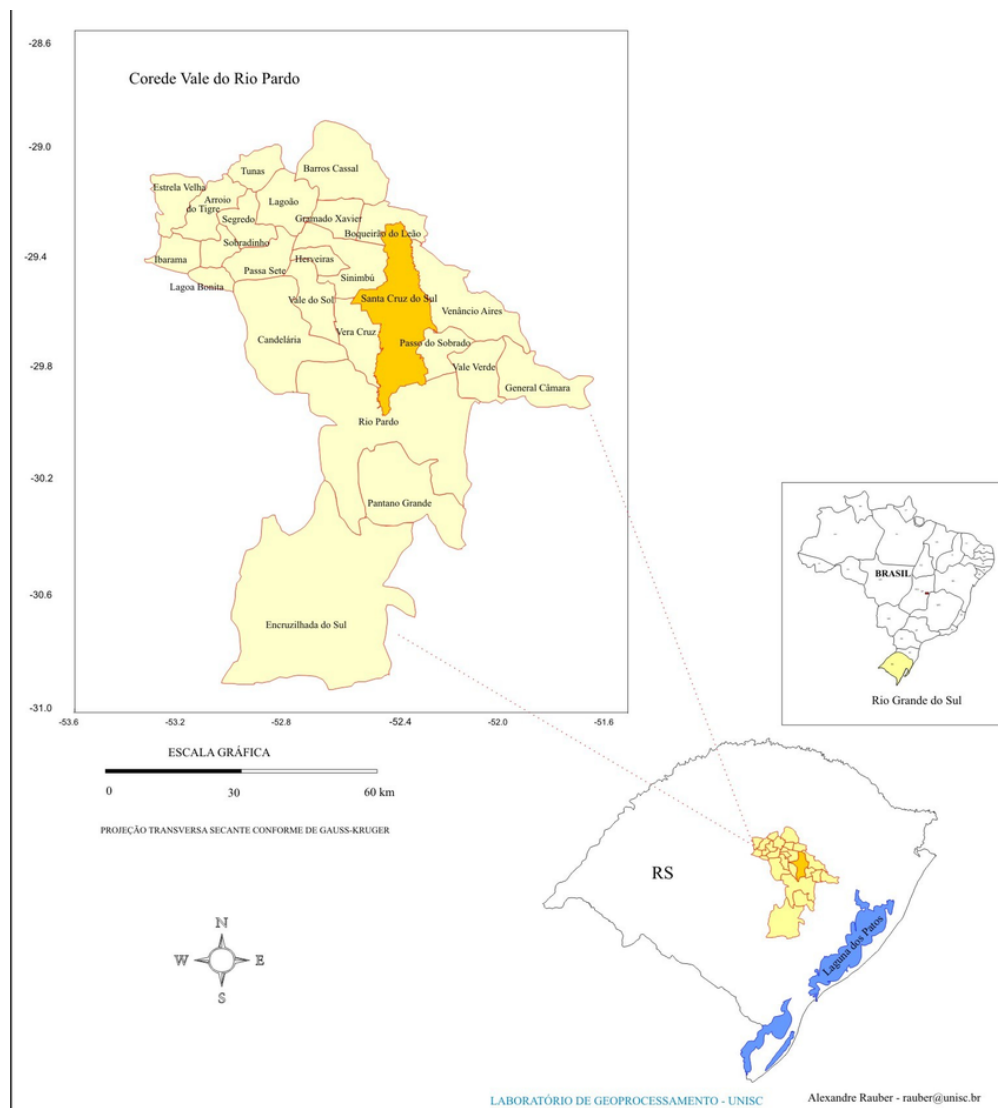 -28.6
Corede Vale do Rio Pardo
-29.0
Tunas
Barros Cassal
Estrela Velha
Arroio
do Tigre
Lagoão
Segredo
Gramado Xavier
Boqueirão do Leão
Sobradinho
-29.4
Ibarama
Herveiras
Passa Sete
Sinimbú
Lagoa Bonita
Vale do Sol
Santa Cruz do Sul
Venâncio Aires
Vera Cruz
Candelária
Passo do Sobrado
-29.8
Vale Verde
General Câmara
Rio Pardo
-30.2
Pantano Grande
-30.6
Encruzilhada do Sul
-31.0
-53.6
-53.2
-52.8
-52.4
-52.0
-51.6
BRASIL
Rio Grande do Sul
ESCALA GRÁFICA
0
30
60 km
PROJEÇÃO TRANSVERSA SECANTE CONFORME DE GAUSS-KRUGER
RS
N
W
E
S
Laguna dos Patos
LABORATÓRIO DE GEOPROCESSAMENTO - UNISC
Alexandre Rauber - rauber@unisc.br